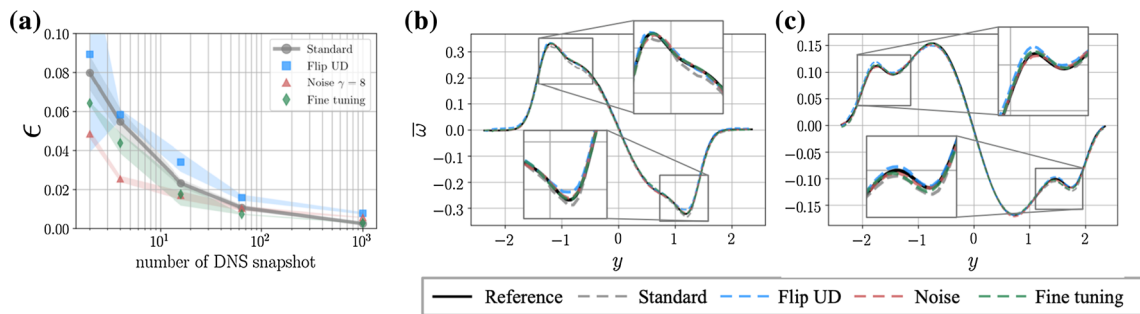 (a)
0.10
0.08
0.06
0.04
0.02
0.00
ϵ
Standard
Flip UD
Noise γ = 8
Fine tuning
10¹
10²
10³
number of DNS snapshot
(b)
0.3
0.2
0.1
0.0
−0.1
−0.2
−0.3
ω̅
−2
−1
0
1
2
y
(c)
0.15
0.10
0.05
0.00
−0.05
−0.10
−0.15
−2
−1
0
1
2
y
Reference Standard Flip UD Noise Fine tuning